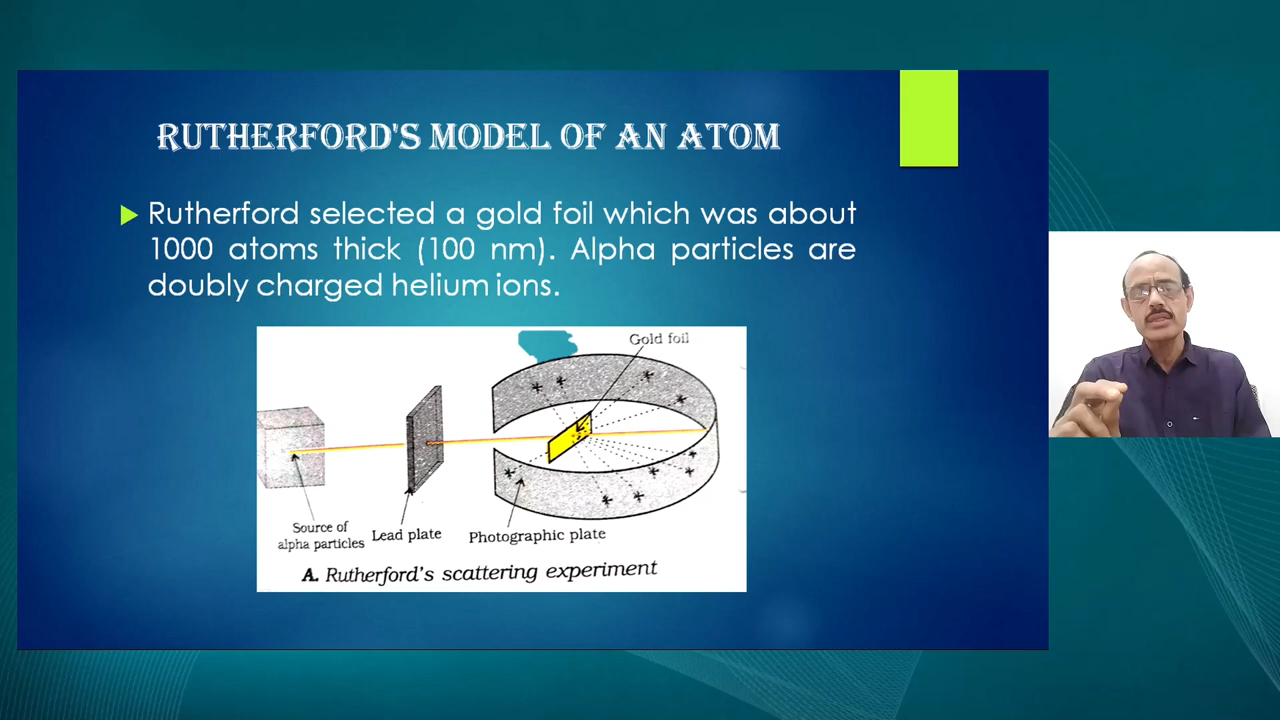 RUTHERFORD'S MODEL OF AN ATOM
Rutherford selected a gold foil which was about
1000 atoms thick (100 nm). Alpha particles are
doubly charged helium ions.
Gold foil
Source of
alpha particles
Lead plate
Photographic plate
A. Rutherford's scattering experiment